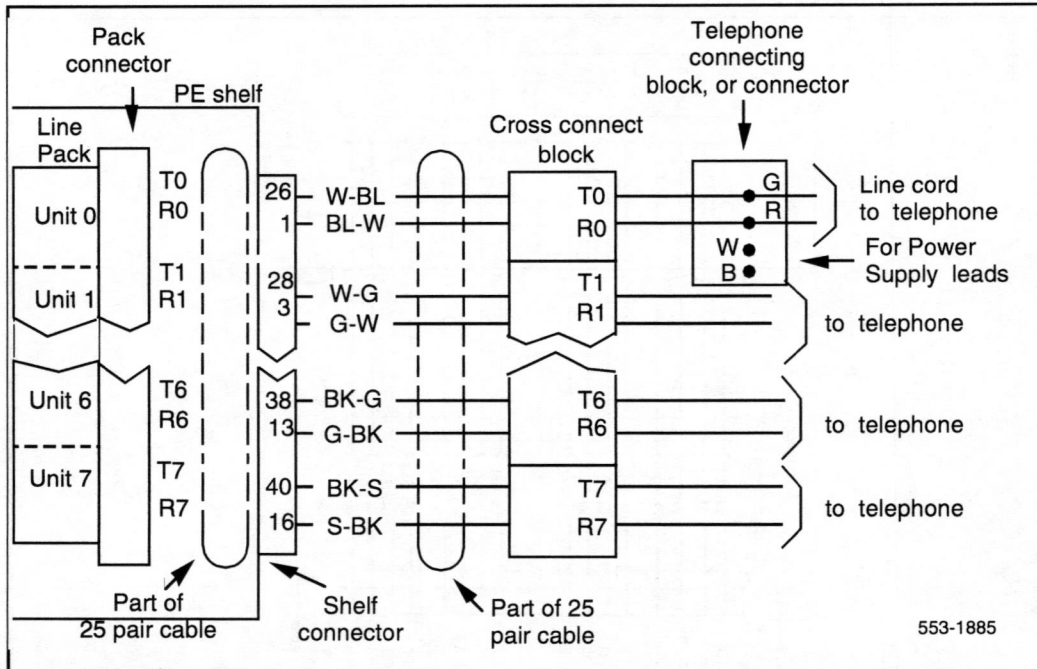 Pack
connector
PE shelf
Line
Pack
Unit 0
Unit 1
Unit 6
Unit 7
T0
R0
T1
R1
T6
R6
T7
R7
26
1
28
3
38
13
40
16
W-BL
BL-W
W-G
G-W
BK-G
G-BK
BK-S
S-BK
Cross connect
block
T0
R0
T1
R1
T6
R6
T7
R7
Telephone
connecting
block, or connector
G
R
W
B
Line cord
to telephone
For Power
Supply leads
to telephone
to telephone
to telephone
Part of
25 pair cable
Shelf
connector
Part of 25
pair cable
553-1885